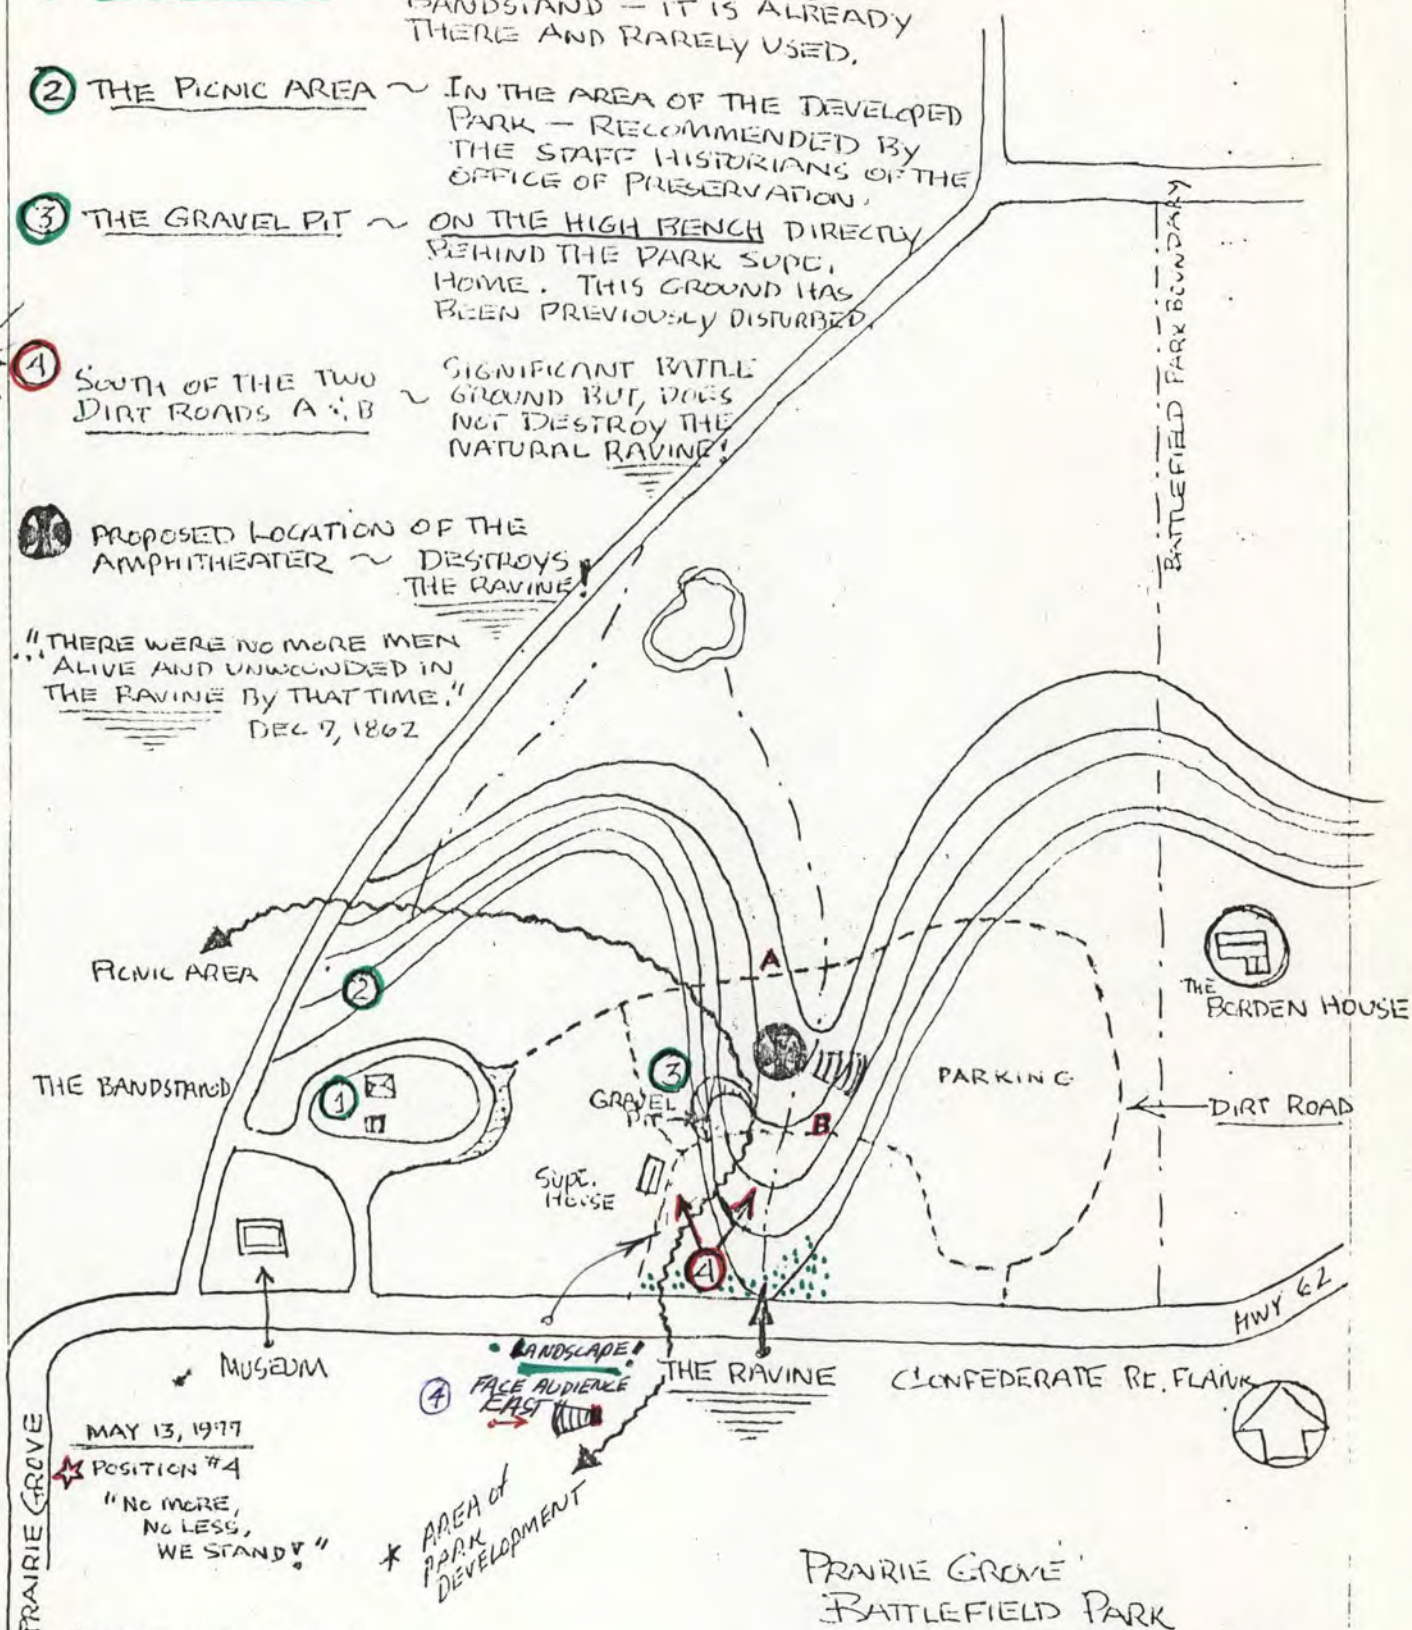 BANDSTAND — IT IS ALREADY
THERE AND RARELY USED.
② THE PICNIC AREA ~ IN THE AREA OF THE DEVELOPED
PARK — RECOMMENDED BY
THE STAFF HISTORIANS OF THE
OFFICE OF PRESERVATION.
③ THE GRAVEL PIT ~ ON THE HIGH BENCH DIRECTLY
BEHIND THE PARK SUPE.
HOME. THIS GROUND HAS
BEEN PREVIOUSLY DISTURBED.
④ SOUTH OF THE TWO
DIRT ROADS A & B ~
SIGNIFICANT BATTLE
GROUND BUT, DOES
NOT DESTROY THE
NATURAL RAVINE!
PROPOSED LOCATION OF THE
AMPHITHEATER ~ DESTROYS
THE RAVINE!
..."THERE WERE NO MORE MEN
ALIVE AND UNWOUNDED IN
THE RAVINE BY THAT TIME."
DEC 7, 1862
BATTLEFIELD PARK BOUNDARY
PICNIC AREA
②
A
THE
BORDEN HOUSE
THE BANDSTAND
①
③
GRAVEL
PIT
B
PARKING
DIRT ROAD
SUPE.
HOUSE
④
HWY 62
MUSEUM
LANDSCAPE!
④ FACE AUDIENCE
EAST
THE RAVINE
CONFEDERATE RT. FLANK
PRAIRIE GROVE
MAY 13, 1977
POSITION #4
"NO MORE,
NO LESS,
WE STAND!"
* AREA of
PARK
DEVELOPMENT
PRAIRIE GROVE
BATTLEFIELD PARK